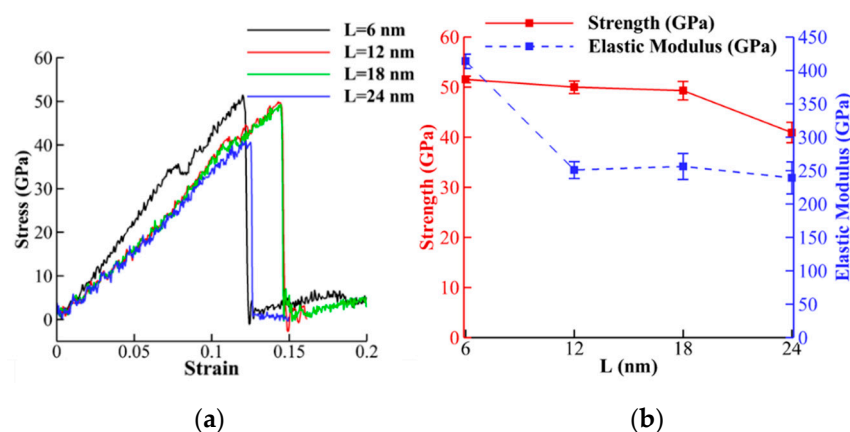 L=6 nm
L=12 nm
L=18 nm
L=24 nm
60
50
40
30
20
10
0
Stress (GPa)
0
0.05
0.1
0.15
0.2
Strain
(a)
Strength (GPa)
Elastic Modulus (GPa)
60
50
40
30
20
10
0
Strength (GPa)
450
400
350
300
250
200
150
100
50
0
Elastic Modulus (GPa)
6
12
18
24
L (nm)
(b)